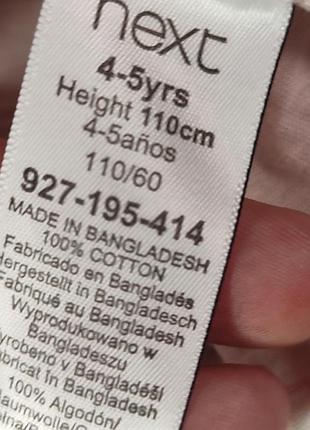 next
4-5yrs
Height 110cm
4-5años
110/60
927-195-414
MADE IN BANGLADESH
100% COTTON
Fabricado en Bangladés
Hergestellt in Bangladesch
Fabriqué au Bangladesh
Wyprodukowano w
Bangladeszu
Vyrobeno v Bangladéši
Fabricat în Bangladesh
100% Algodón/
Baumwolle/